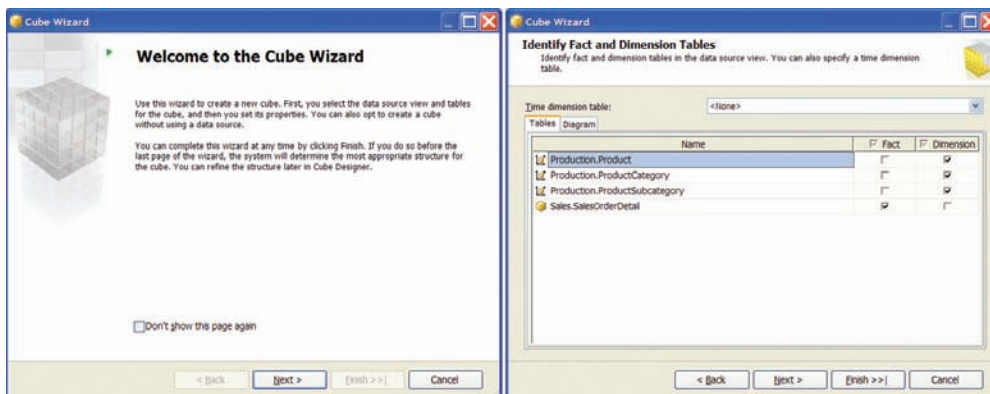 Cube Wizard
Welcome to the Cube Wizard
Use this wizard to create a new cube. First, you select the data source view and tables
for the cube, and then you set its properties. You can also opt to create a cube
without using a data source.
You can complete this wizard at any time by clicking Finish. If you do so before the
last page of the wizard, the system will determine the most appropriate structure for
the cube. You can refine the structure later in Cube Designer.
Don't show this page again
< Back Next > Finish >>| Cancel
Cube Wizard
Identify Fact and Dimension Tables
Identify fact and dimension tables in the data source view. You can also specify a time dimension
table.
Time dimension table: <None>
Tables Diagram
Name Fact Dimension
Production.Product
Production.ProductCategory
Production.ProductSubcategory
Sales.SalesOrderDetail
< Back Next > Finish >>| Cancel